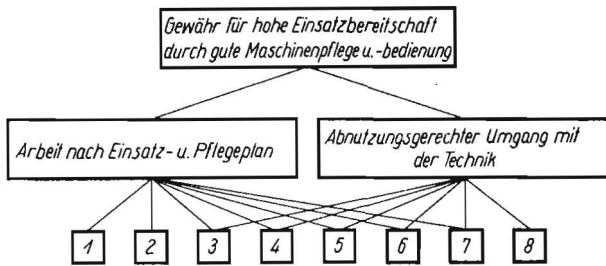 Gewähr für hohe Einsatzbereitschaft
durch gute Maschinenpflege u.-bedienung
Arbeit nach Einsatz- u. Pflegeplan
Abnutzungsgerechter Umgang mit
der Technik
1 2 3 4 5 6 7 8